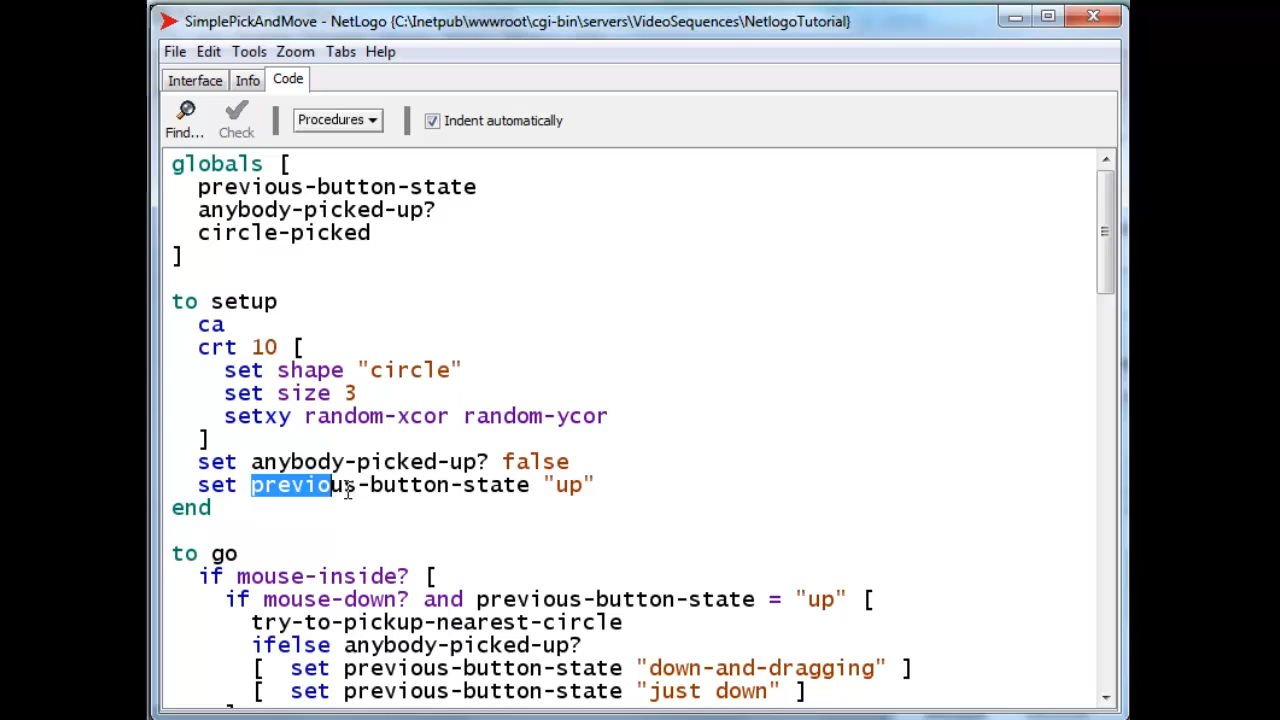 SimplePickAndMove - NetLogo {C:\Inetpub\wwwroot\cgi-bin\servers\VideoSequences\NetlogoTutorial}
File Edit Tools Zoom Tabs Help
Interface Info Code
Find... Check Procedures Indent automatically
globals [
previous-button-state
anybody-picked-up?
circle-picked
]
to setup
ca
crt 10 [
set shape "circle"
set size 3
setxy random-xcor random-ycor
]
set anybody-picked-up? false
set previous-button-state "up"
end
to go
if mouse-inside? [
if mouse-down? and previous-button-state = "up" [
try-to-pickup-nearest-circle
ifelse anybody-picked-up?
[ set previous-button-state "down-and-dragging" ]
[ set previous-button-state "just down" ]